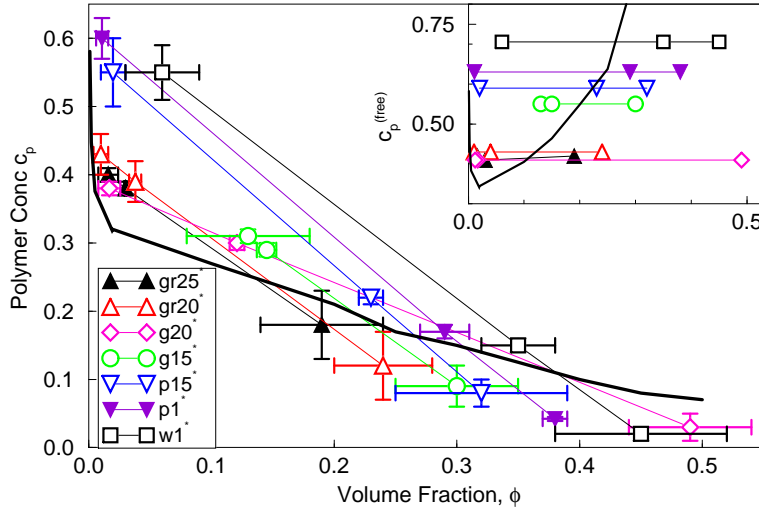 0.6
0.5
0.4
0.3
0.2
0.1
0.0
Polymer Conc c_p
0.0 0.1 0.2 0.3 0.4 0.5
Volume Fraction, ϕ
gr25*
gr20*
g20*
g15*
p15*
p1*
w1*
0.75
0.50
c_p^(free)
0.0 0.5